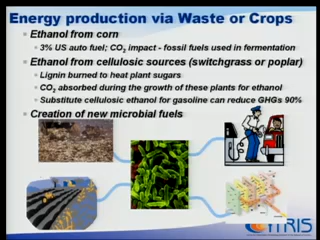 Energy production via Waste or Crops
Ethanol from corn
3% US auto fuel; CO2 impact - fossil fuels used in fermentation
Ethanol from cellulosic sources (switchgrass or poplar)
Lignin burned to heat plant sugars
CO2 absorbed during the growth of these plants for ethanol
Substitute cellulosic ethanol for gasoline can reduce GHGs 90%
Creation of new microbial fuels
CITRIS